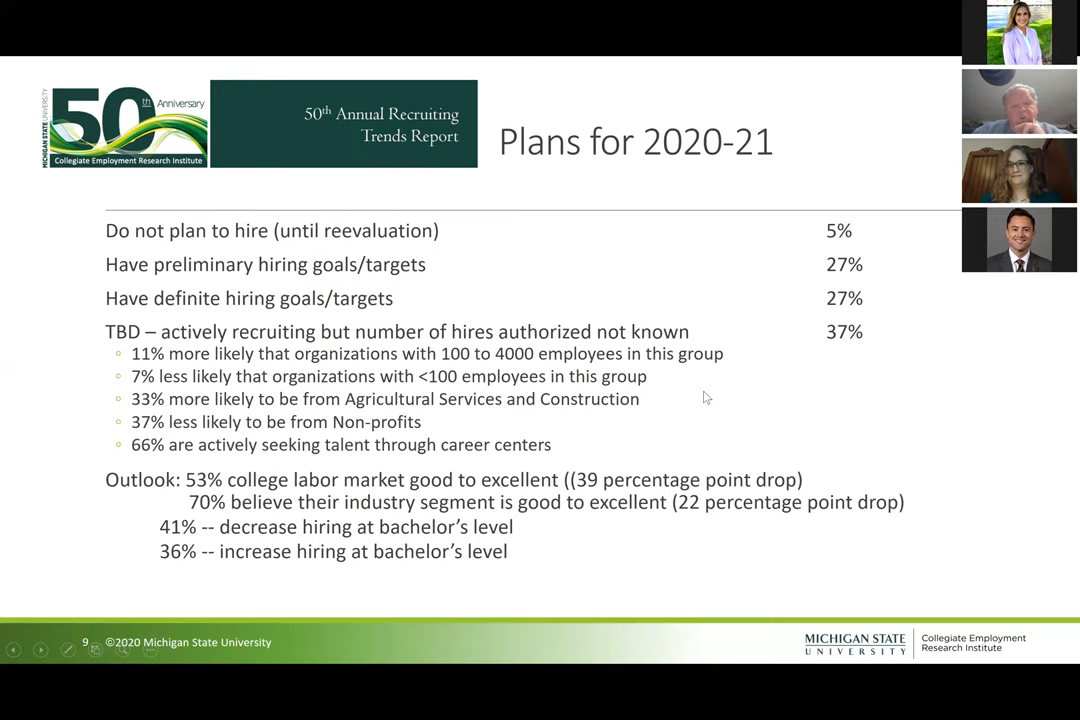 MICHIGAN STATE UNIVERSITY
50th Anniversary
Collegiate Employment Research Institute
50th Annual Recruiting
Trends Report
Plans for 2020-21
Do not plan to hire (until reevaluation) 5%
Have preliminary hiring goals/targets 27%
Have definite hiring goals/targets 27%
TBD – actively recruiting but number of hires authorized not known 37%
◦ 11% more likely that organizations with 100 to 4000 employees in this group
◦ 7% less likely that organizations with <100 employees in this group
◦ 33% more likely to be from Agricultural Services and Construction
◦ 37% less likely to be from Non-profits
◦ 66% are actively seeking talent through career centers
Outlook: 53% college labor market good to excellent ((39 percentage point drop)
70% believe their industry segment is good to excellent (22 percentage point drop)
41% -- decrease hiring at bachelor’s level
36% -- increase hiring at bachelor’s level
9 ©2020 Michigan State University
MICHIGAN STATE
UNIVERSITY
Collegiate Employment
Research Institute